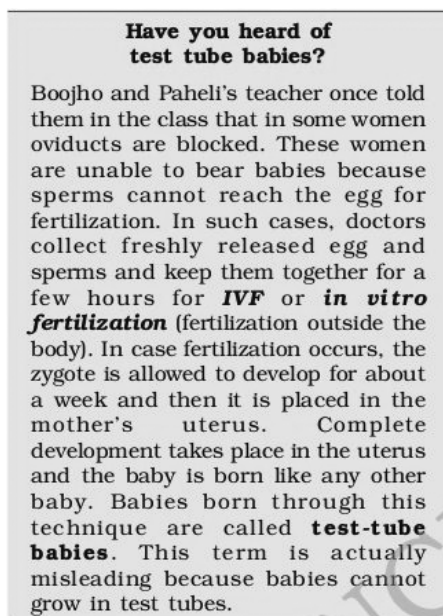 Have you heard of
test tube babies?
Boojho and Paheli's teacher once told
them in the class that in some women
oviducts are blocked. These women
are unable to bear babies because
sperms cannot reach the egg for
fertilization. In such cases, doctors
collect freshly released egg and
sperms and keep them together for a
few hours for IVF or in vitro
fertilization (fertilization outside the
body). In case fertilization occurs, the
zygote is allowed to develop for about
a week and then it is placed in the
mother's uterus. Complete
development takes place in the uterus
and the baby is born like any other
baby. Babies born through this
technique are called test-tube
babies. This term is actually
misleading because babies cannot
grow in test tubes.